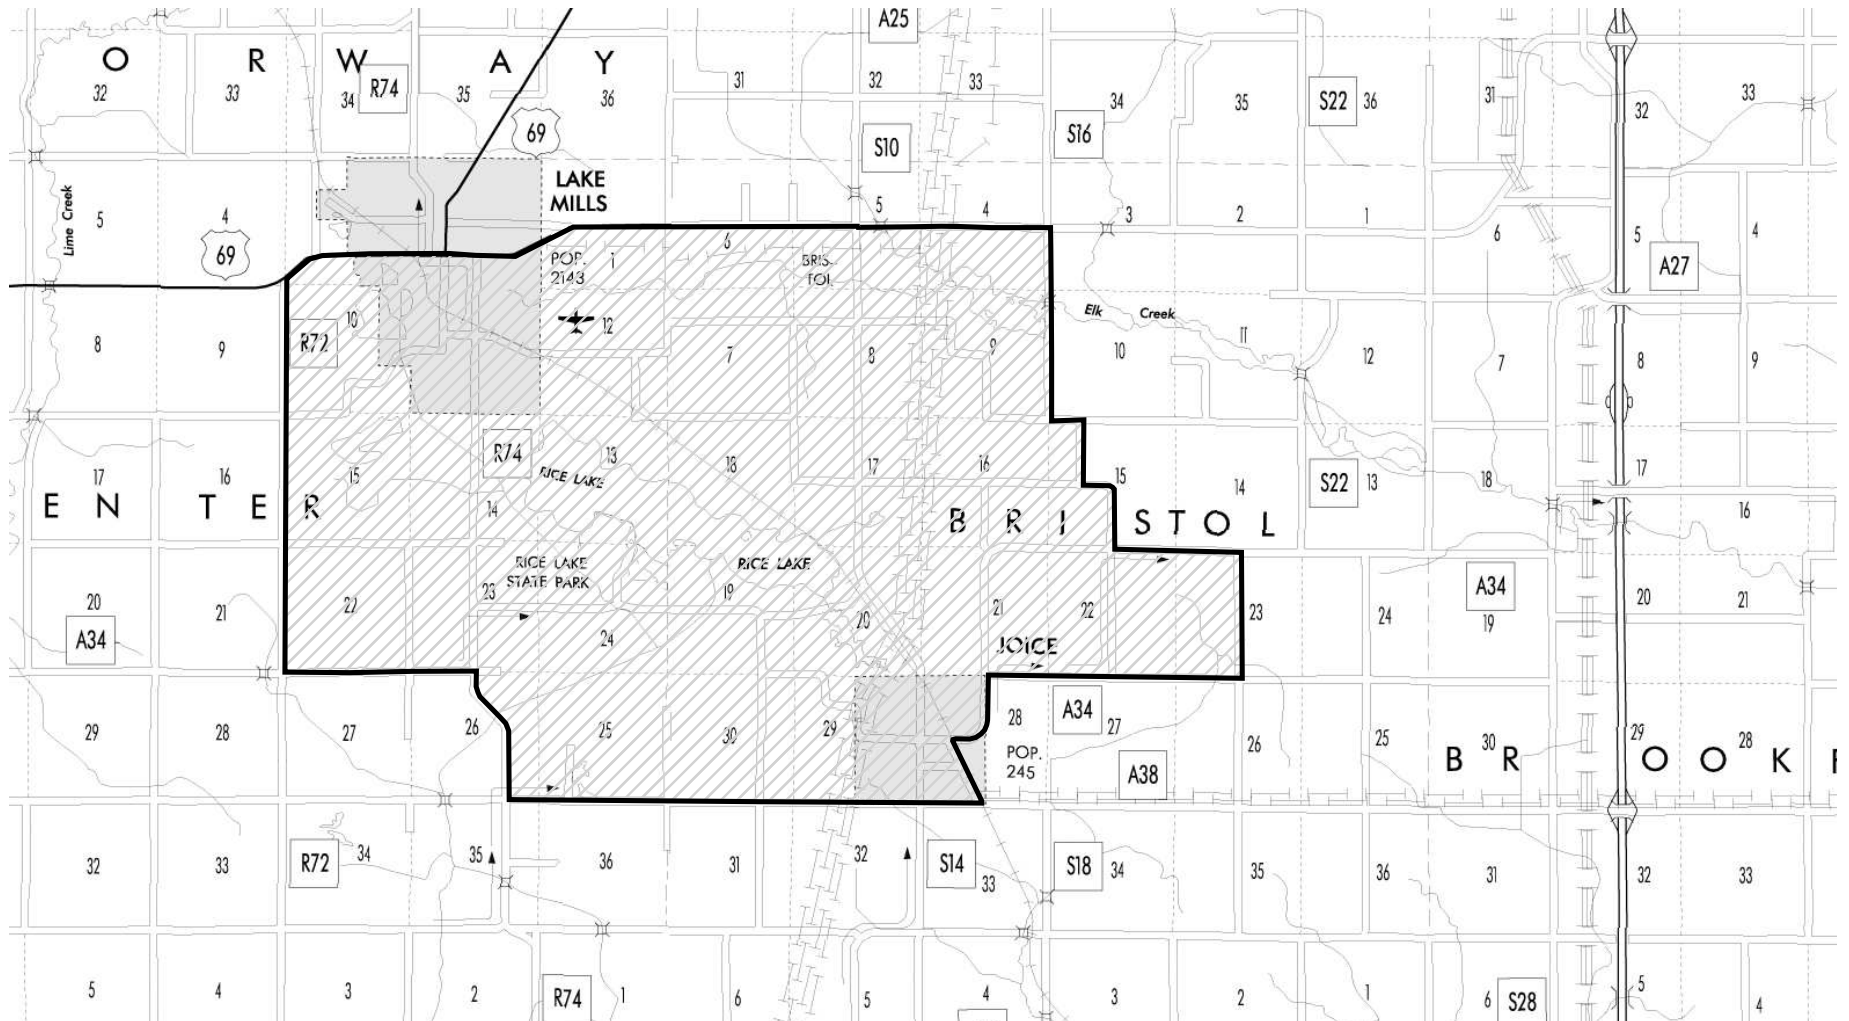 A25
O R W A Y
32 33 34 R74 35 36 31 32 33 34 35 S22 36 31 32 33
69 S10 S16
LAKE
MILLS
Lime Creek
5 4 5 4 3 2 1 6 5 4
69 6 A27
POP. 1 BRIS-
2143 TOL
10 12 Elk Creek
R72
8 9 7 8 9 10 11 12 7 8 9
R74
17 16 15 13 18 17 16 15 14 S22 13 18 17
RICE LAKE
E N T E R 14 B R I S T O L 16
RICE LAKE RICE LAKE
STATE PARK
20 21 22 23 19 21 22 23 24 A34 20 21
A34 24 20 19
JOICE
29 28 27 26 25 30 29 28 A34 27 26 25 30 29 28
POP. B R O O K
245 A38
32 33 R72 34 35 36 31 32 S14 33 S18 34 35 36 31 32 33
5 4 3 2 R74 1 6 5 4 3 2 1 6 S28 5 4